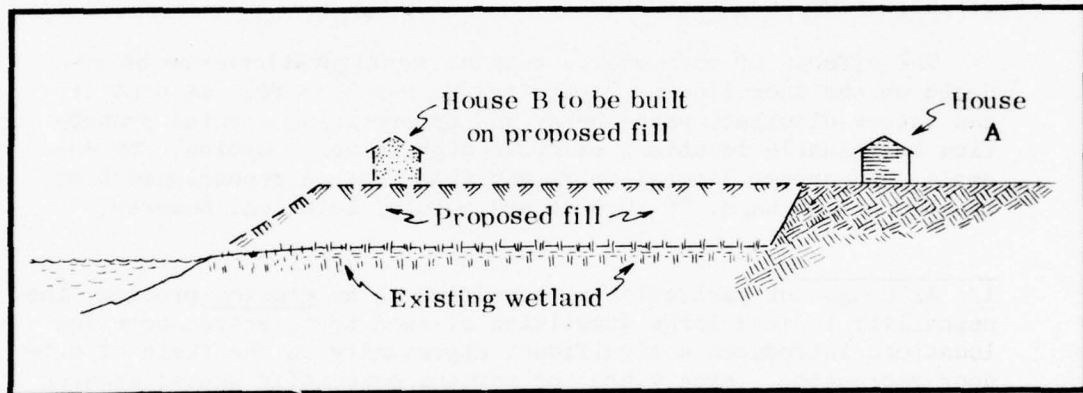 House B to be built
on proposed fill
House
A
Proposed fill
Existing wetland